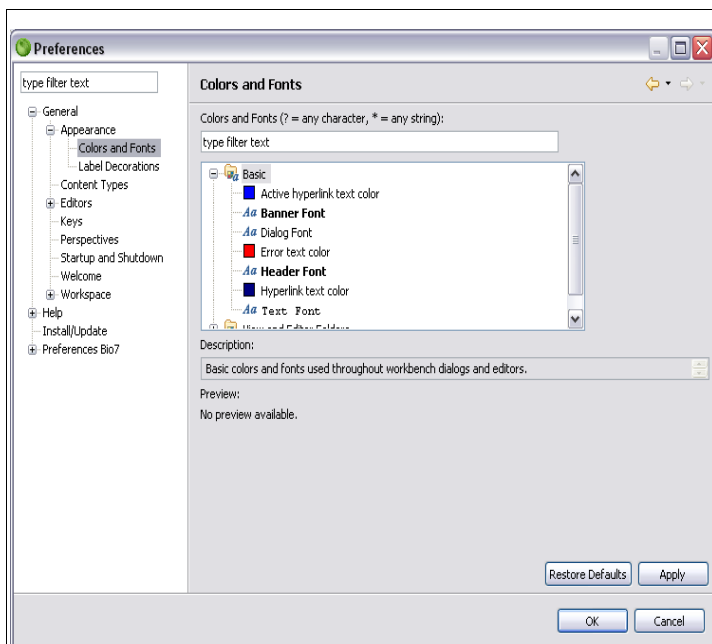 Preferences
type filter text
General
Appearance
Colors and Fonts
Label Decorations
Content Types
Editors
Keys
Perspectives
Startup and Shutdown
Welcome
Workspace
Help
Install/Update
Preferences Bio7
Colors and Fonts
Colors and Fonts (? = any character, * = any string):
type filter text
Basic
Active hyperlink text color
Aa Banner Font
Aa Dialog Font
Error text color
Aa Header Font
Hyperlink text color
Aa Text Font
View and Editor Folders
Description:
Basic colors and fonts used throughout workbench dialogs and editors.
Preview:
No preview available.
Restore Defaults Apply
OK Cancel